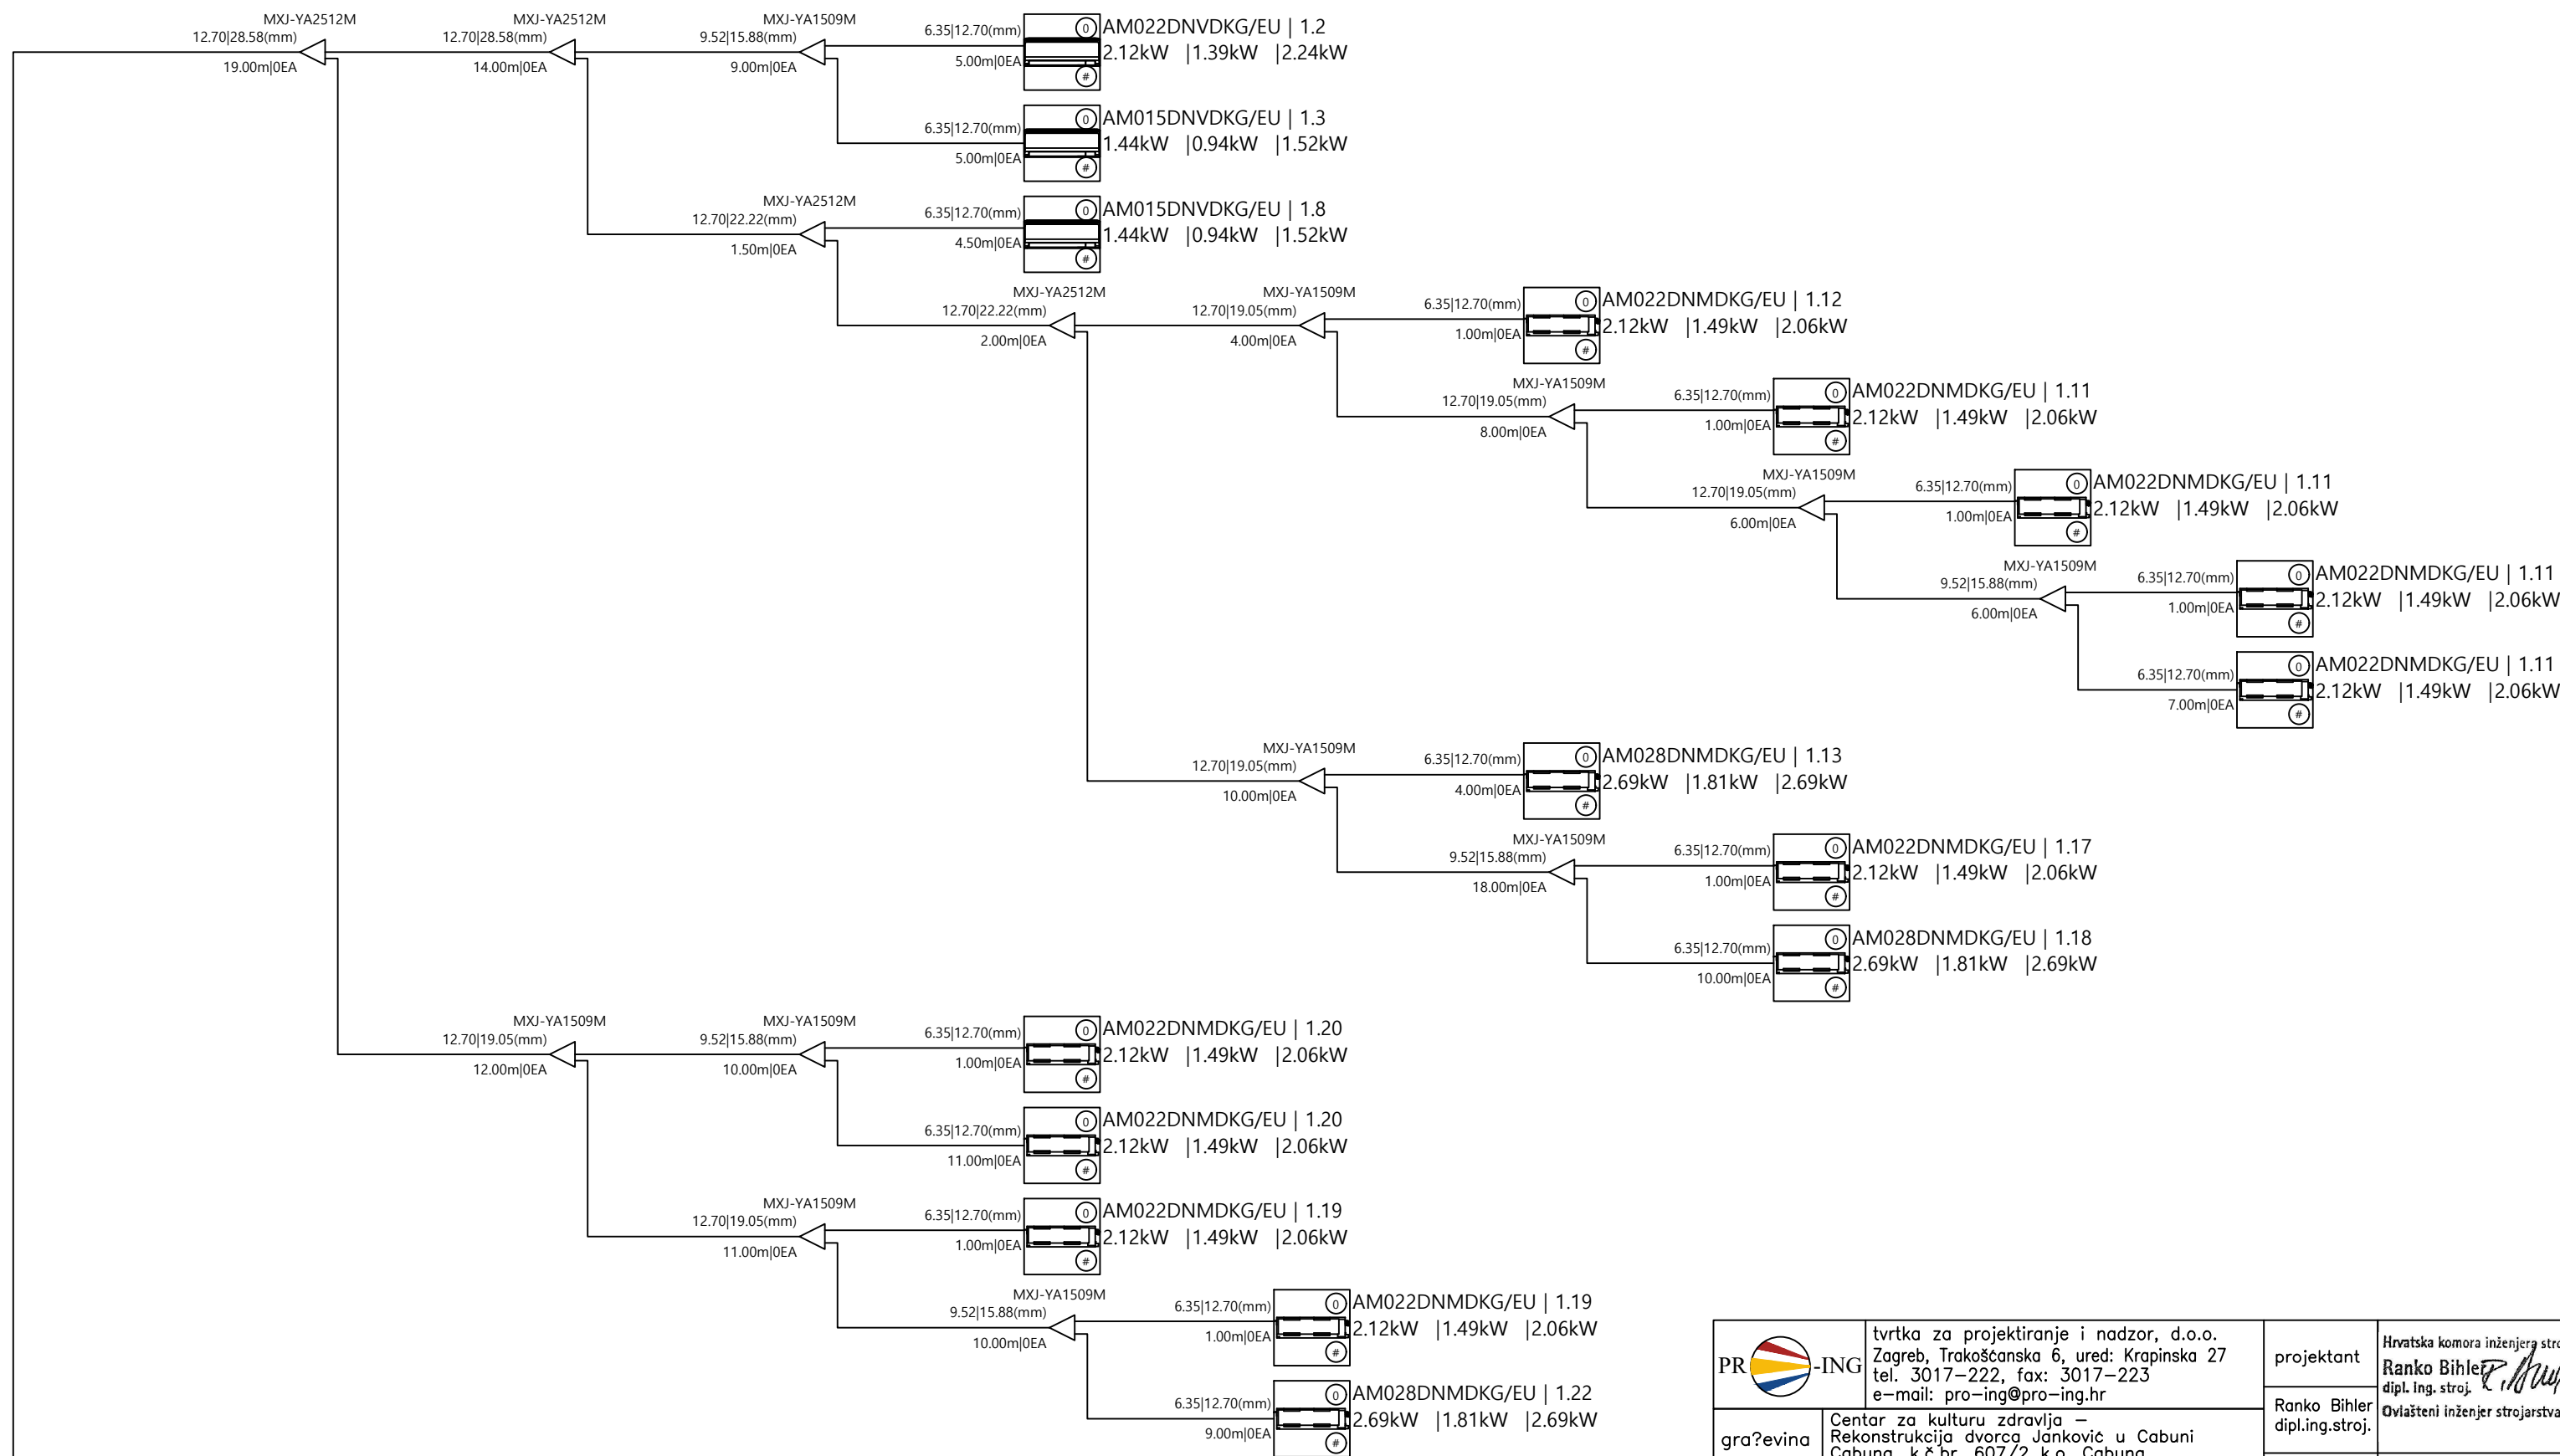 MXJ-YA2512M
12.70|28.58(mm)
19.00m|0EA
MXJ-YA2512M
12.70|28.58(mm)
14.00m|0EA
MXJ-YA1509M
9.52|15.88(mm)
9.00m|0EA
6.35|12.70(mm)
5.00m|0EA
0
#
AM022DNVDKG/EU | 1.2
2.12kW |1.39kW |2.24kW
6.35|12.70(mm)
5.00m|0EA
0
#
AM015DNVDKG/EU | 1.3
1.44kW |0.94kW |1.52kW
MXJ-YA2512M
12.70|22.22(mm)
1.50m|0EA
6.35|12.70(mm)
4.50m|0EA
0
#
AM015DNVDKG/EU | 1.8
1.44kW |0.94kW |1.52kW
MXJ-YA2512M
12.70|22.22(mm)
2.00m|0EA
MXJ-YA1509M
12.70|19.05(mm)
4.00m|0EA
6.35|12.70(mm)
1.00m|0EA
0
#
AM022DNMDKG/EU | 1.12
2.12kW |1.49kW |2.06kW
MXJ-YA1509M
12.70|19.05(mm)
8.00m|0EA
6.35|12.70(mm)
1.00m|0EA
0
#
AM022DNMDKG/EU | 1.11
2.12kW |1.49kW |2.06kW
MXJ-YA1509M
12.70|19.05(mm)
6.00m|0EA
6.35|12.70(mm)
1.00m|0EA
0
#
AM022DNMDKG/EU | 1.11
2.12kW |1.49kW |2.06kW
MXJ-YA1509M
9.52|15.88(mm)
6.00m|0EA
6.35|12.70(mm)
1.00m|0EA
0
#
AM022DNMDKG/EU | 1.11
2.12kW |1.49kW |2.06kW
6.35|12.70(mm)
7.00m|0EA
0
#
AM022DNMDKG/EU | 1.11
2.12kW |1.49kW |2.06kW
MXJ-YA1509M
12.70|19.05(mm)
10.00m|0EA
6.35|12.70(mm)
4.00m|0EA
0
#
AM028DNMDKG/EU | 1.13
2.69kW |1.81kW |2.69kW
MXJ-YA1509M
9.52|15.88(mm)
18.00m|0EA
6.35|12.70(mm)
1.00m|0EA
0
#
AM022DNMDKG/EU | 1.17
2.12kW |1.49kW |2.06kW
6.35|12.70(mm)
10.00m|0EA
0
#
AM028DNMDKG/EU | 1.18
2.69kW |1.81kW |2.69kW
MXJ-YA1509M
12.70|19.05(mm)
12.00m|0EA
MXJ-YA1509M
9.52|15.88(mm)
10.00m|0EA
6.35|12.70(mm)
1.00m|0EA
0
#
AM022DNMDKG/EU | 1.20
2.12kW |1.49kW |2.06kW
6.35|12.70(mm)
11.00m|0EA
0
#
AM022DNMDKG/EU | 1.20
2.12kW |1.49kW |2.06kW
MXJ-YA1509M
12.70|19.05(mm)
11.00m|0EA
6.35|12.70(mm)
1.00m|0EA
0
#
AM022DNMDKG/EU | 1.19
2.12kW |1.49kW |2.06kW
MXJ-YA1509M
9.52|15.88(mm)
10.00m|0EA
6.35|12.70(mm)
1.00m|0EA
0
#
AM022DNMDKG/EU | 1.19
2.12kW |1.49kW |2.06kW
6.35|12.70(mm)
9.00m|0EA
0
#
AM028DNMDKG/EU | 1.22
2.69kW |1.81kW |2.69kW
PRO-ING
tvrtka za projektiranje i nadzor, d.o.o.
Zagreb, Trakošćanska 6, ured: Krapinska 27
tel. 3017-222, fax: 3017-223
e-mail: pro-ing@pro-ing.hr
projektant
Hrvatska komora inženjera
Ranko Bihler
dipl. ing. stroj.
Ovlašteni inženjer strojarstva
Ranko Bihler
dipl.ing.stroj.
gra?evina
Centar za kulturu zdravlja –
Rekonstrukcija dvorca Janković u Cabuni
Cabuna, k.č.br. 607/2 k.o. Cabuna